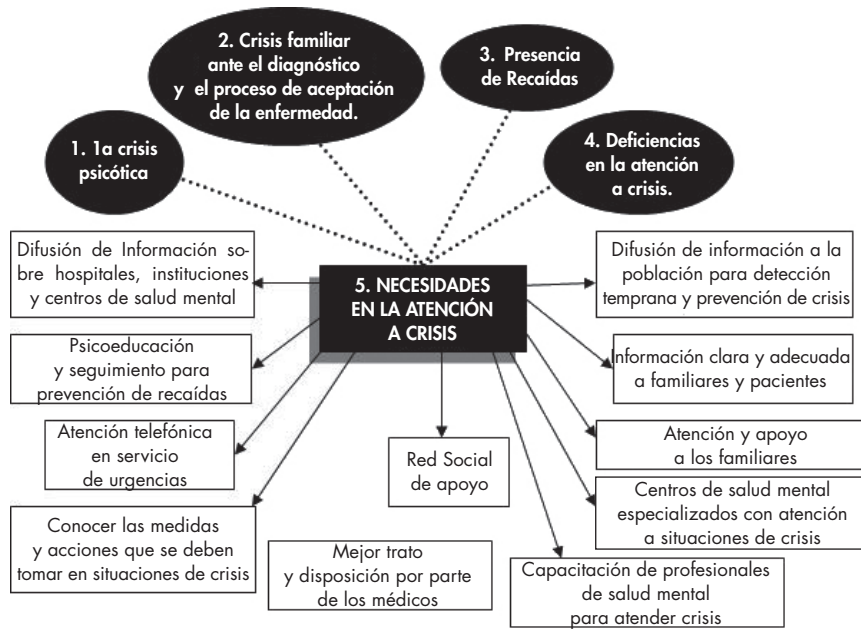 2. Crisis familiar
ante el diagnóstico
y el proceso de aceptación
de la enfermedad.
3. Presencia
de Recaídas
1. 1a crisis
psicótica
4. Deficiencias
en la atención
a crisis.
Difusión de Información so-
bre hospitales, instituciones
y centros de salud mental
5. NECESIDADES
EN LA ATENCIÓN
A CRISIS
Difusión de información a la
población para detección
temprana y prevención de crisis
Psicoeducación
y seguimiento para
prevención de recaídas
Información clara y adecuada
a familiares y pacientes
Atención telefónica
en servicio
de urgencias
Red Social
de apoyo
Atención y apoyo
a los familiares
Conocer las medidas
y acciones que se deben
tomar en situaciones de crisis
Mejor trato
y disposición por parte
de los médicos
Centros de salud mental
especializados con atención
a situaciones de crisis
Capacitación de profesionales
de salud mental
para atender crisis